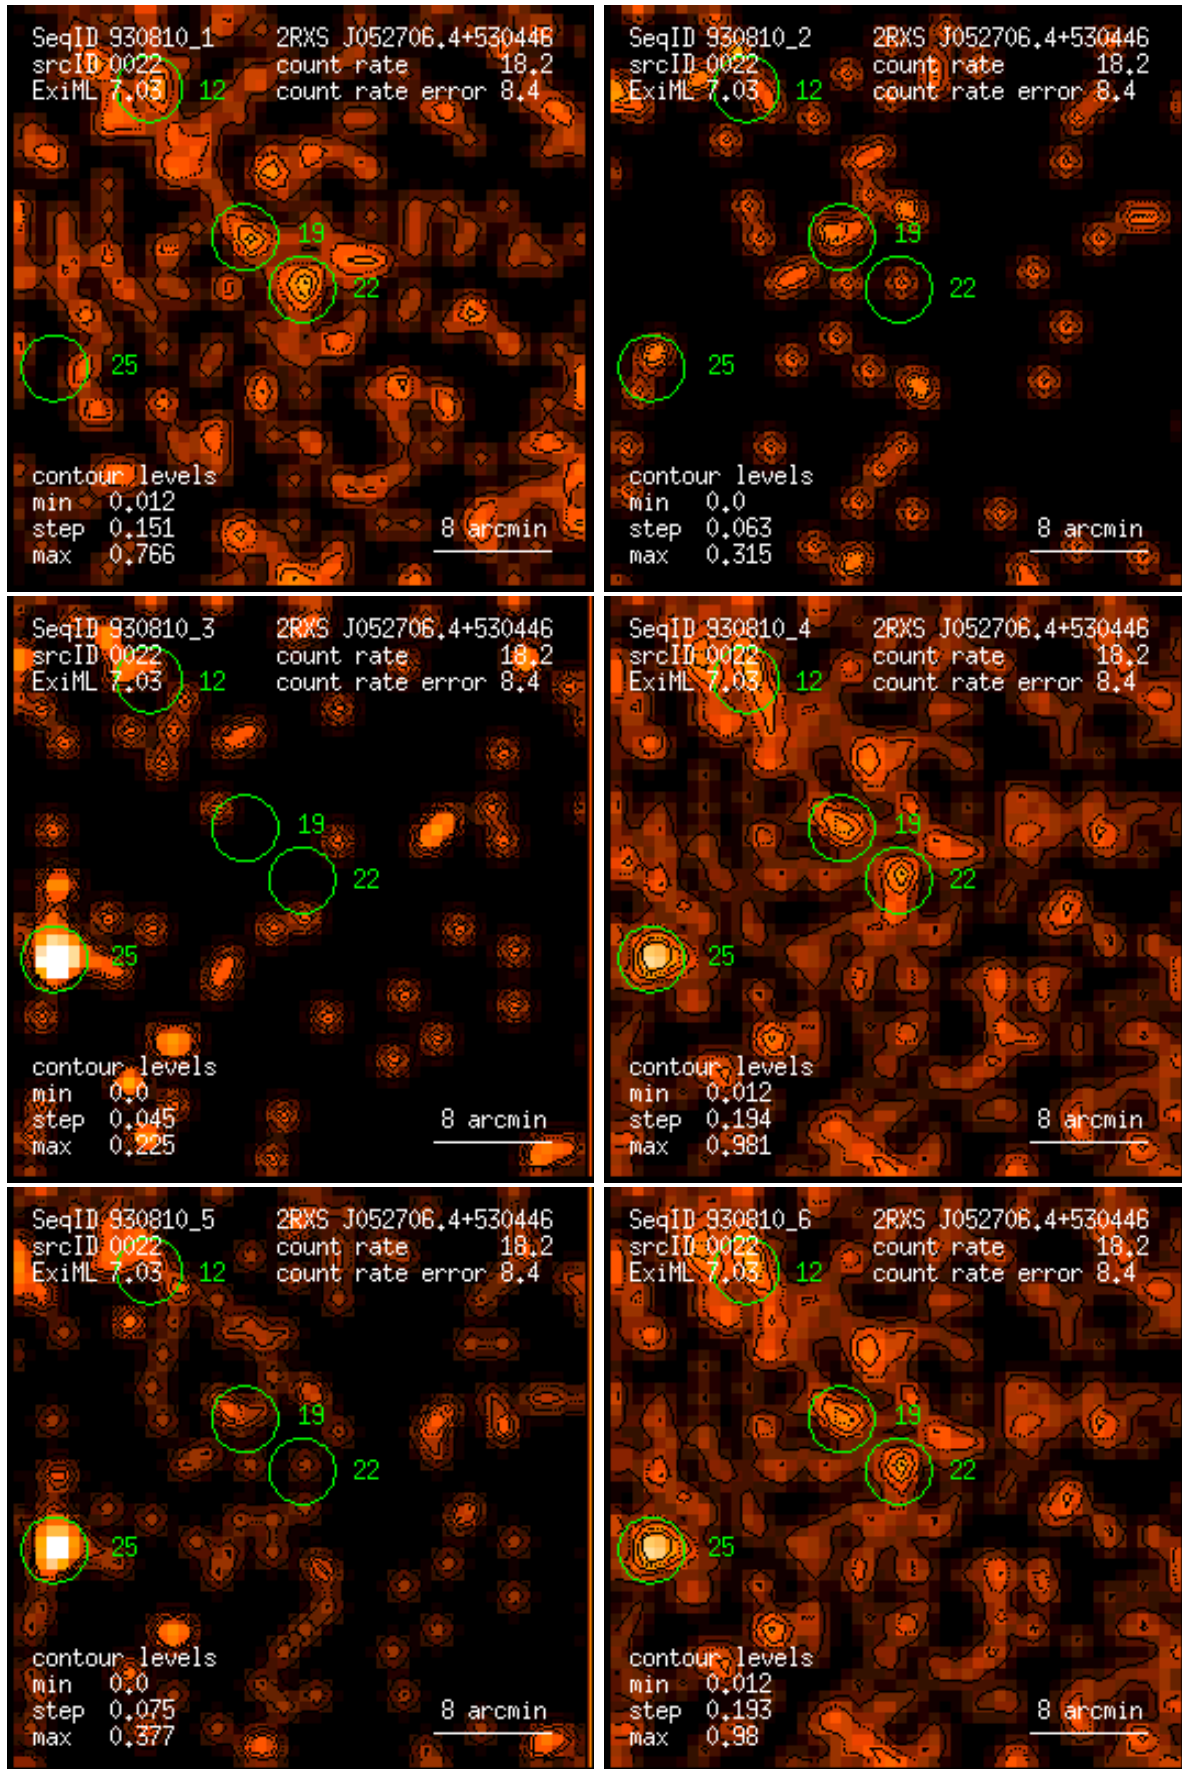 SeqID 930810_1 2RXS J052706.4+530446
srcID 0022 count rate 18.2
ExiML 7.03 12 count rate error 8.4
19
22
25
contour levels
min 0.012
step 0.151 8 arcmin
max 0.766
SeqID 930810_2 2RXS J052706.4+530446
srcID 0022 count rate 18.2
ExiML 7.03 12 count rate error 8.4
19
22
25
contour levels
min 0.0
step 0.063 8 arcmin
max 0.315
SeqID 930810_3 2RXS J052706.4+530446
srcID 0022 count rate 18.2
ExiML 7.03 12 count rate error 8.4
19
22
25
contour levels
min 0.0
step 0.045 8 arcmin
max 0.225
SeqID 930810_4 2RXS J052706.4+530446
srcID 0022 count rate 18.2
ExiML 7.03 12 count rate error 8.4
19
22
25
contour levels
min 0.012
step 0.194 8 arcmin
max 0.981
SeqID 930810_5 2RXS J052706.4+530446
srcID 0022 count rate 18.2
ExiML 7.03 12 count rate error 8.4
19
22
25
contour levels
min 0.0
step 0.075 8 arcmin
max 0.377
SeqID 930810_6 2RXS J052706.4+530446
srcID 0022 count rate 18.2
ExiML 7.03 12 count rate error 8.4
19
22
25
contour levels
min 0.012
step 0.193 8 arcmin
max 0.98